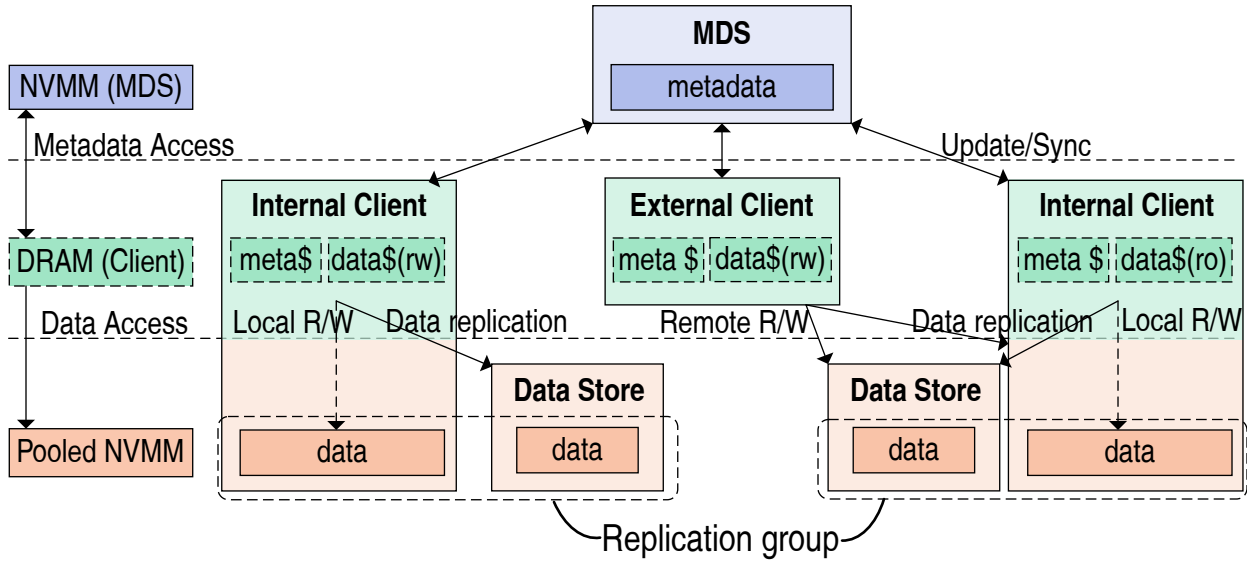 MDS
NVMM (MDS)
metadata
Metadata Access
Update/Sync
Internal Client
External Client
Internal Client
DRAM (Client)
meta$
data$(rw)
meta $
data$(rw)
meta $
data$(ro)
Data Access
Local R/W
Data replication
Remote R/W
Data replication
Local R/W
Data Store
Data Store
Pooled NVMM
data
data
data
data
Replication group